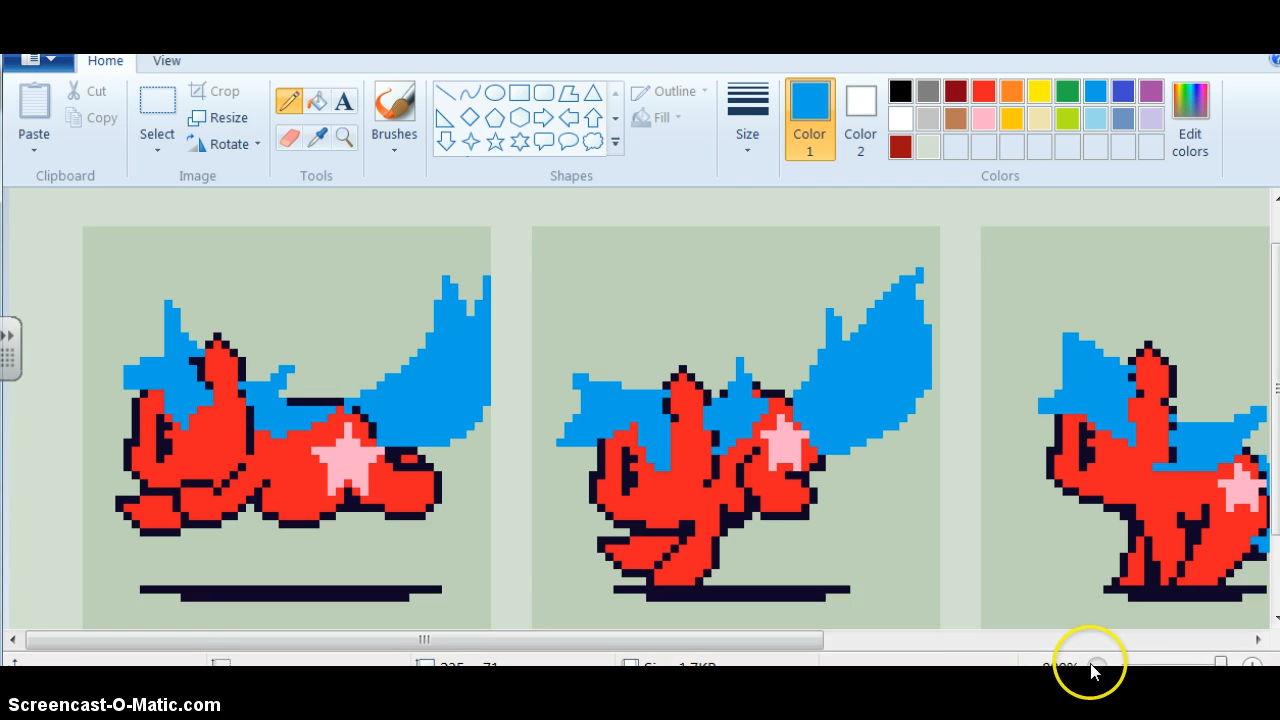 Home View
Cut
Copy
Paste
Clipboard
Crop
Resize
Rotate
Select
Image
A
Tools
Brushes
Shapes
Outline
Fill
Size
Color 1
Color 2
Edit colors
Colors
Screencast-O-Matic.com